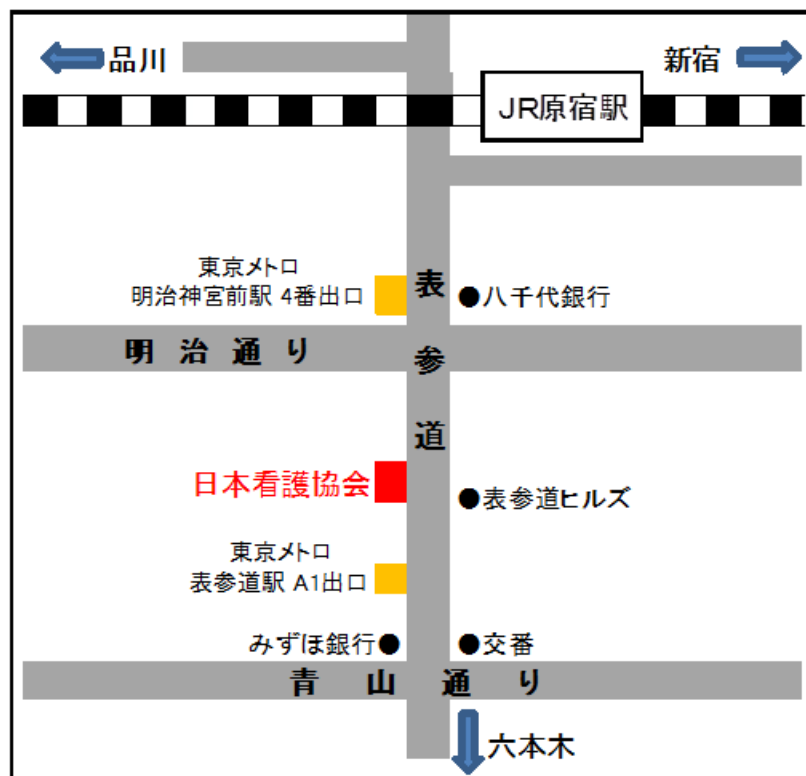 品川
新宿
JR原宿駅
東京メトロ
明治神宮前駅 4番出口
表参道
●八千代銀行
明治通り
日本看護協会
●表参道ヒルズ
東京メトロ
表参道駅 A1出口
みずほ銀行●
●交番
青山通り
六本木